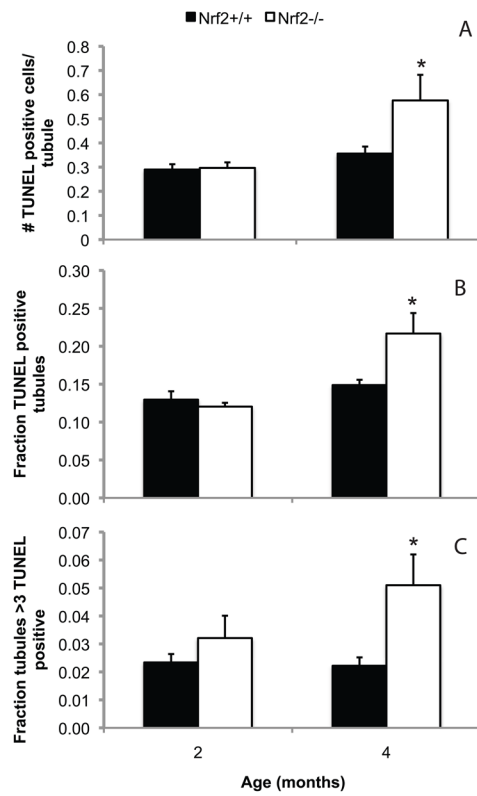 Nrf2+/+ Nrf2-/-
A
# TUNEL positive cells/
tubule
0.8
0.7
0.6
0.5
0.4
0.3
0.2
0.1
0
*
B
Fraction TUNEL positive
tubules
0.30
0.25
0.20
0.15
0.10
0.05
0.00
*
C
Fraction tubules >3 TUNEL
positive
0.07
0.06
0.05
0.04
0.03
0.02
0.01
0.00
*
2 4
Age (months)